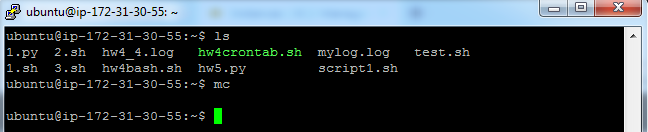 ubuntu@ip-172-31-30-55: ~
ubuntu@ip-172-31-30-55:~$ ls
1.py  2.sh  hw4_4.log   hw4crontab.sh  mylog.log   test.sh
1.sh  3.sh  hw4bash.sh  hw5.py         script1.sh
ubuntu@ip-172-31-30-55:~$ mc
ubuntu@ip-172-31-30-55:~$